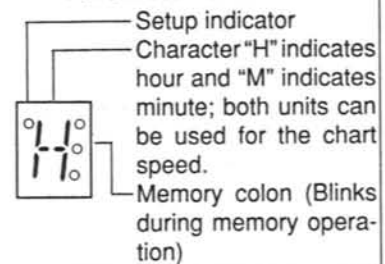 Setup indicator
Character "H" indicates
hour and "M" indicates
minute; both units can
be used for the chart
speed.
H
Memory colon (Blinks
during memory opera-
tion)